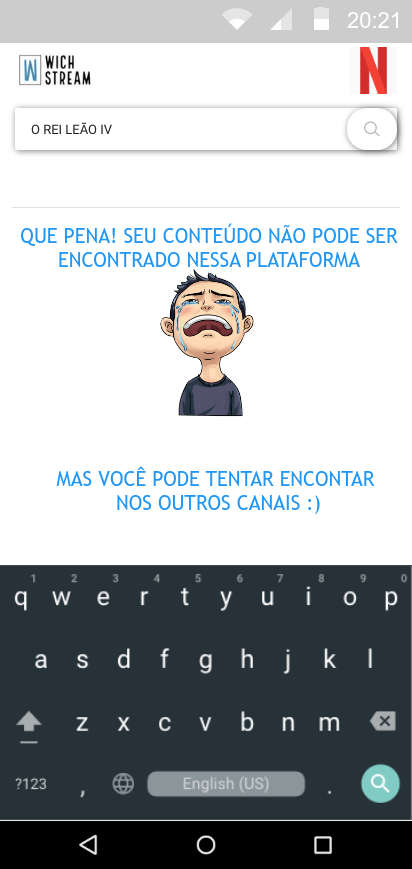 20:21
W WICH
STREAM
N
O REI LEÃO IV
QUE PENA! SEU CONTEÚDO NÃO PODE SER
ENCONTRADO NESSA PLATAFORMA
MAS VOCÊ PODE TENTAR ENCONTAR
NOS OUTROS CANAIS :)
1 2 3 4 5 6 7 8 9 0
q w e r t y u i o p
a s d f g h j k l
z x c v b n m
?123 , English (US) .